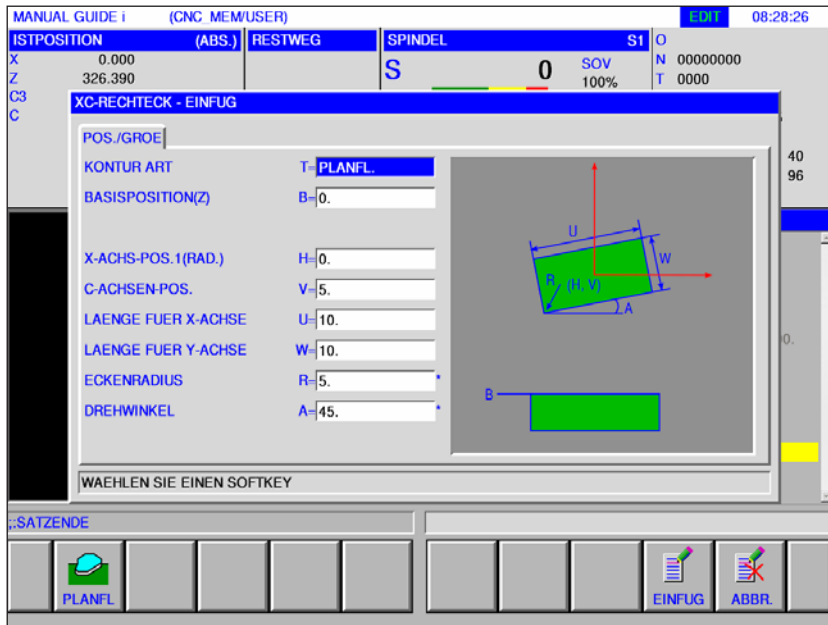 MANUAL GUIDE i (CNC_MEM/USER) EDIT 08:28:26
ISTPOSITION (ABS.) RESTWEG SPINDEL S1 O
X 0.000 S 0 SOV N 00000000
Z 326.390 100% T 0000
C3
C
XC-RECHTECK - EINFUG
POS./GROE
40
96
KONTUR ART T= PLANFL.
BASISPOSITION(Z) B= 0.
X-ACHS-POS.1(RAD.) H= 0.
C-ACHSEN-POS. V= 5.
LAENGE FUER X-ACHSE U= 10.
LAENGE FUER Y-ACHSE W= 10.
ECKENRADIUS R= 5. *
DREHWINKEL A= 45. *
U
W
R (H, V)
A
B
0.
WAEHLEN SIE EINEN SOFTKEY
;:SATZENDE
PLANFL EINFUG ABBR.